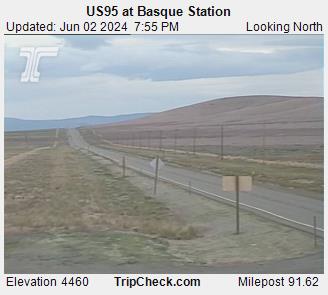 US95 at Basque Station
Updated: Jun 02 2024 7:55 PM Looking North
Elevation 4460 TripCheck.com Milepost 91.62